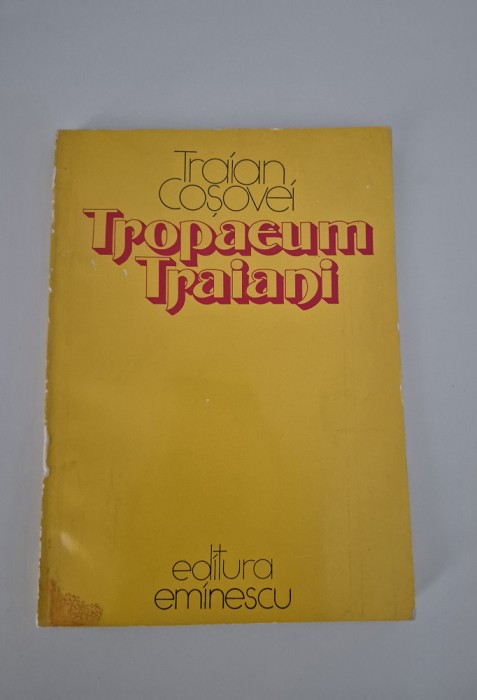 Traian
Coșovei
Tropaeum
Traiani
editura
eminescu